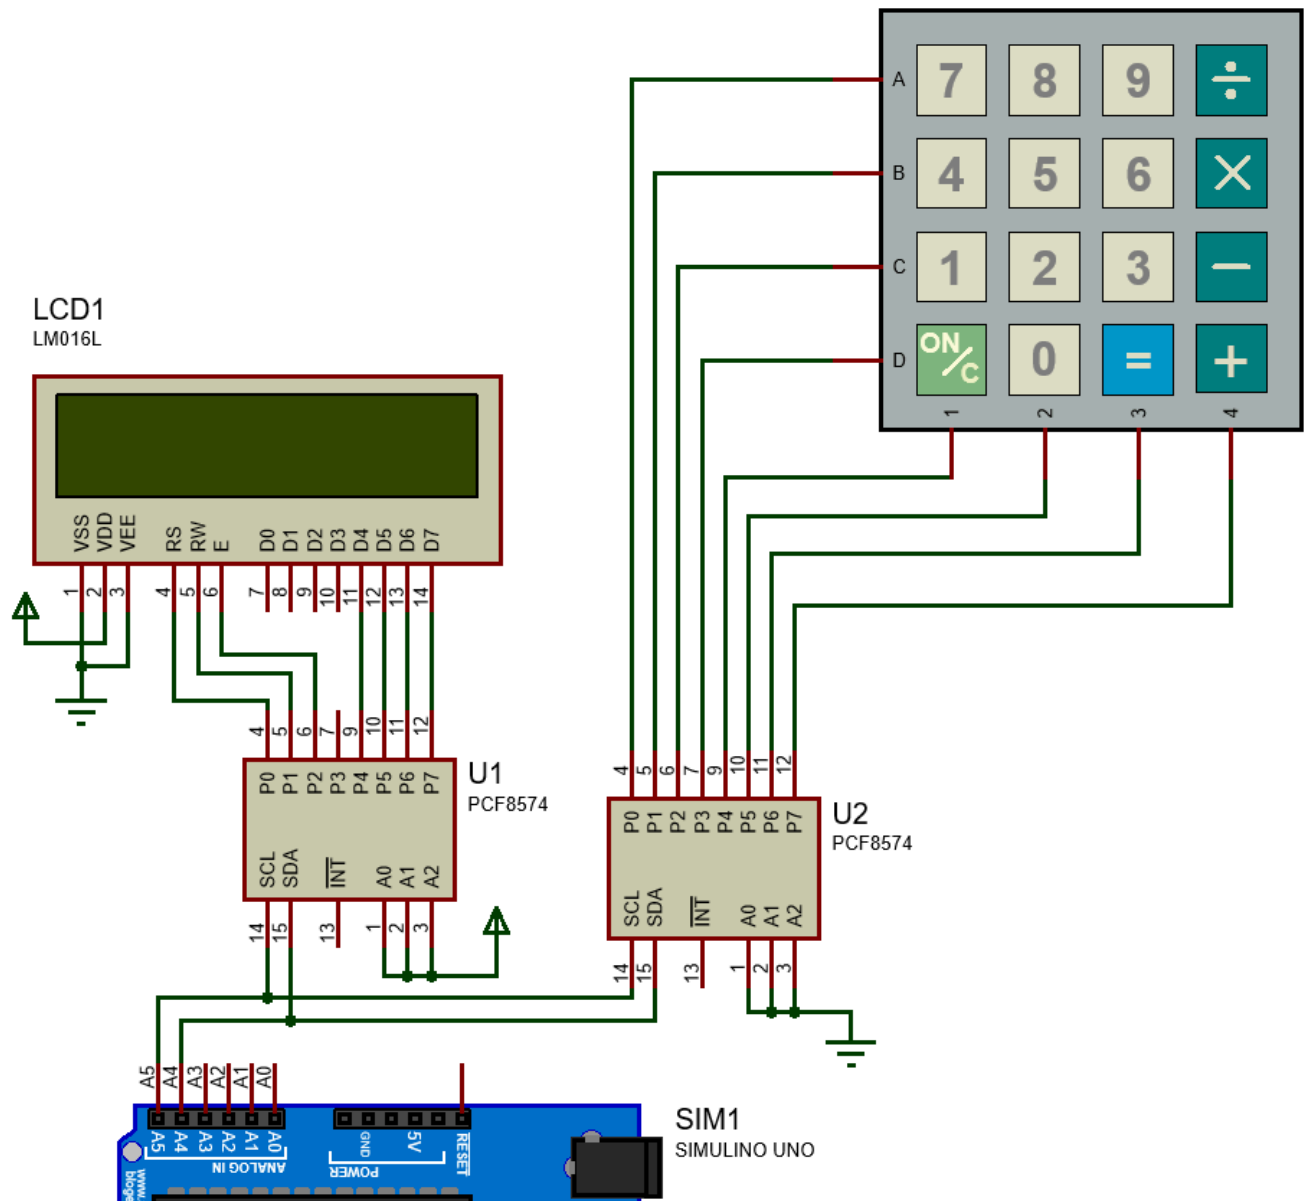 A
7 8 9 ÷
B
4 5 6 ×
C
1 2 3 −
D
ON/C 0 = +
1 2 3 4
LCD1
LM016L
VSS VDD VEE RS RW E D0 D1 D2 D3 D4 D5 D6 D7
1 2 3 4 5 6 7 8 9 10 11 12 13 14
4 5 6 7 9 10 11 12
P0 P1 P2 P3 P4 P5 P6 P7
U1
PCF8574
SCL SDA INT A0 A1 A2
14 15 13 1 2 3
4 5 6 7 9 10 11 12
P0 P1 P2 P3 P4 P5 P6 P7
U2
PCF8574
SCL SDA INT A0 A1 A2
14 15 13 1 2 3
A5 A4 A3 A2 A1 A0
SIM1
SIMULINO UNO
A5 A4 A3 A2 A1 A0
ANALOG IN
GND 5V RESET
POWER
www.
bloge